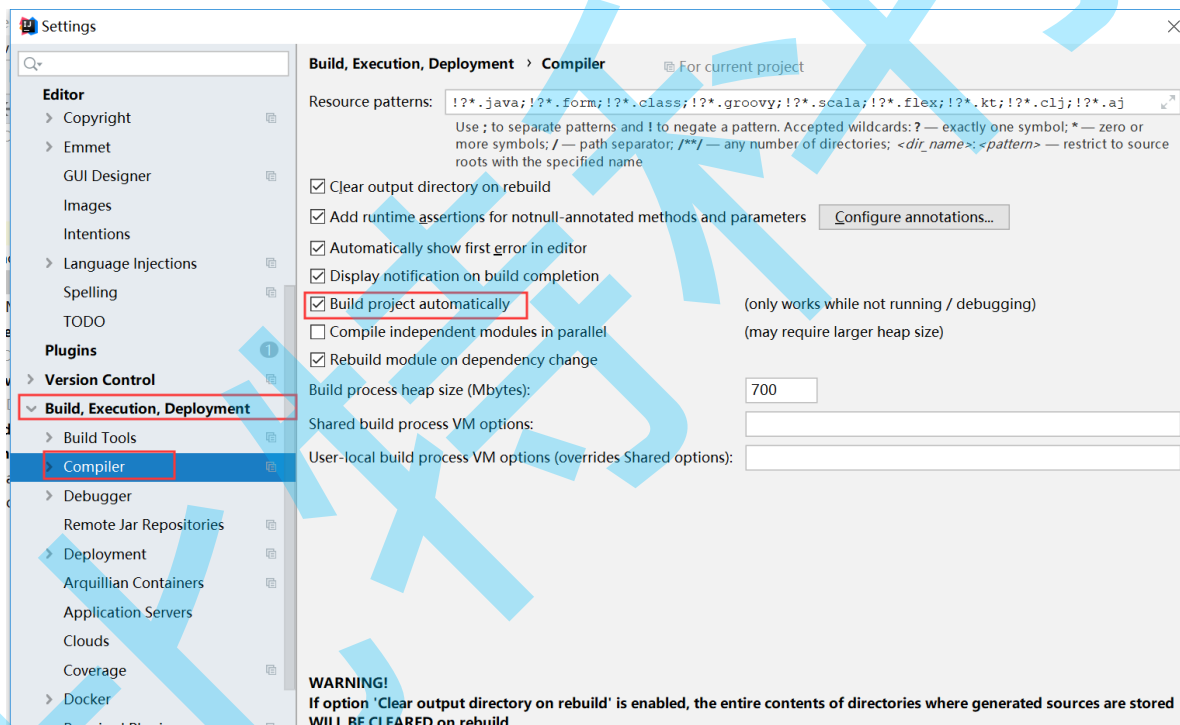 Settings
Editor
Copyright
Emmet
GUI Designer
Images
Intentions
Language Injections
Spelling
TODO
Plugins 1
Version Control
Build, Execution, Deployment
Build Tools
Compiler
Debugger
Remote Jar Repositories
Deployment
Arquillian Containers
Application Servers
Clouds
Coverage
Docker
Build, Execution, Deployment › Compiler For current project
Resource patterns: !?*.java;!?*.form;!?*.class;!?*.groovy;!?*.scala;!?*.flex;!?*.kt;!?*.clj;!?*.aj
Use ; to separate patterns and ! to negate a pattern. Accepted wildcards: ? — exactly one symbol; * — zero or
more symbols; / — path separator; /**/ — any number of directories; <dir_name>:<pattern> — restrict to source
roots with the specified name
Clear output directory on rebuild
Add runtime assertions for notnull-annotated methods and parameters Configure annotations...
Automatically show first error in editor
Display notification on build completion
Build project automatically (only works while not running / debugging)
Compile independent modules in parallel (may require larger heap size)
Rebuild module on dependency change
Build process heap size (Mbytes): 700
Shared build process VM options:
User-local build process VM options (overrides Shared options):
WARNING!
If option 'Clear output directory on rebuild' is enabled, the entire contents of directories where generated sources are stored
WILL BE CLEARED on rebuild.